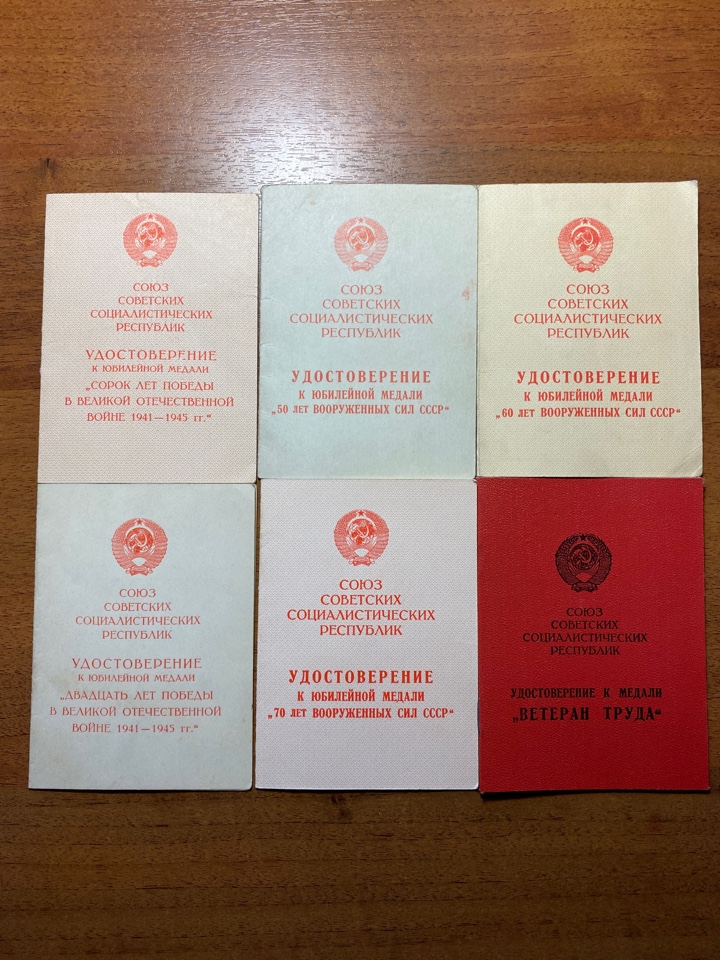 СОЮЗ
СОВЕТСКИХ
СОЦИАЛИСТИЧЕСКИХ
РЕСПУБЛИК
УДОСТОВЕРЕНИЕ
К ЮБИЛЕЙНОЙ МЕДАЛИ
„СОРОК ЛЕТ ПОБЕДЫ
В ВЕЛИКОЙ ОТЕЧЕСТВЕННОЙ
ВОЙНЕ 1941—1945 гг.“
СОЮЗ
СОВЕТСКИХ
СОЦИАЛИСТИЧЕСКИХ
РЕСПУБЛИК
УДОСТОВЕРЕНИЕ
К ЮБИЛЕЙНОЙ МЕДАЛИ
„50 ЛЕТ ВООРУЖЕННЫХ СИЛ СССР“
СОЮЗ
СОВЕТСКИХ
СОЦИАЛИСТИЧЕСКИХ
РЕСПУБЛИК
УДОСТОВЕРЕНИЕ
К ЮБИЛЕЙНОЙ МЕДАЛИ
„60 ЛЕТ ВООРУЖЕННЫХ СИЛ СССР“
СОЮЗ
СОВЕТСКИХ
СОЦИАЛИСТИЧЕСКИХ
РЕСПУБЛИК
УДОСТОВЕРЕНИЕ
К ЮБИЛЕЙНОЙ МЕДАЛИ
„ДВАДЦАТЬ ЛЕТ ПОБЕДЫ
В ВЕЛИКОЙ ОТЕЧЕСТВЕННОЙ
ВОЙНЕ 1941—1945 гг.“
СОЮЗ
СОВЕТСКИХ
СОЦИАЛИСТИЧЕСКИХ
РЕСПУБЛИК
УДОСТОВЕРЕНИЕ
К ЮБИЛЕЙНОЙ МЕДАЛИ
„70 ЛЕТ ВООРУЖЕННЫХ СИЛ СССР“
СОЮЗ
СОВЕТСКИХ
СОЦИАЛИСТИЧЕСКИХ
РЕСПУБЛИК
УДОСТОВЕРЕНИЕ К МЕДАЛИ
„ВЕТЕРАН ТРУДА“